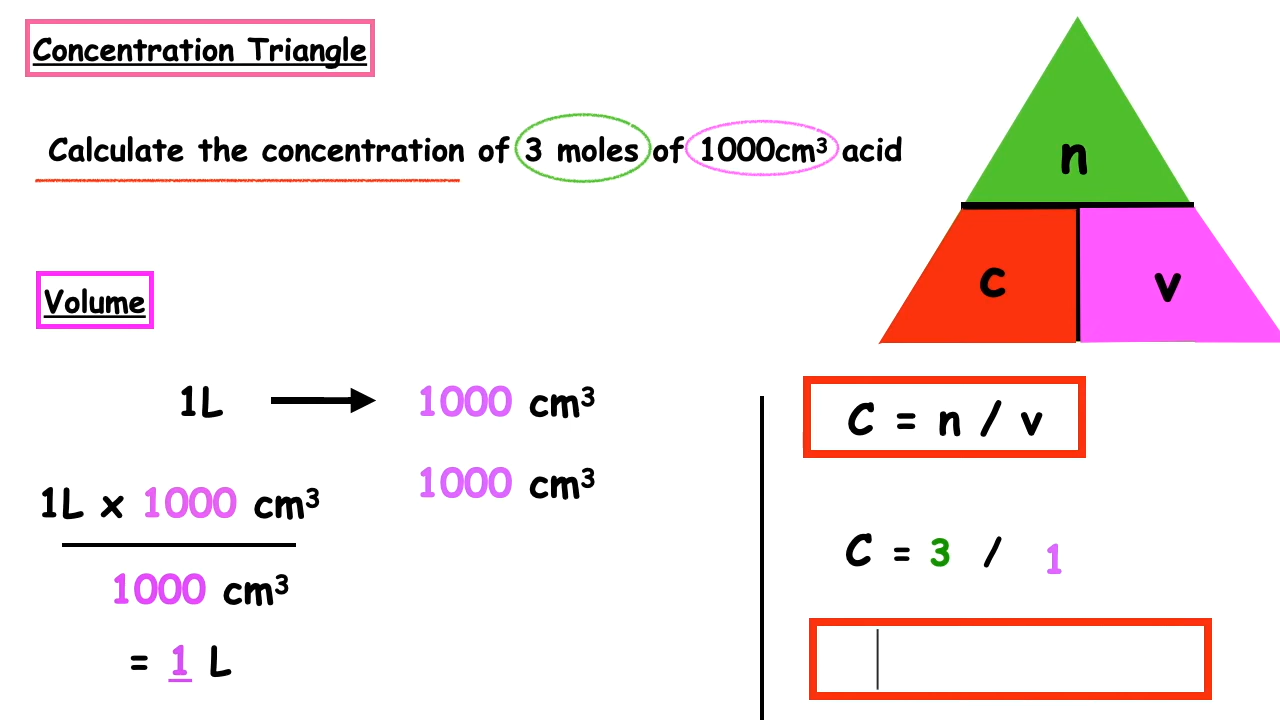 Concentration Triangle
Calculate the concentration of 3 moles of 1000cm³ acid
n
c v
Volume
1L 1000 cm³
1000 cm³
1L x 1000 cm³
1000 cm³
= 1 L
C = n / v
C = 3 / 1